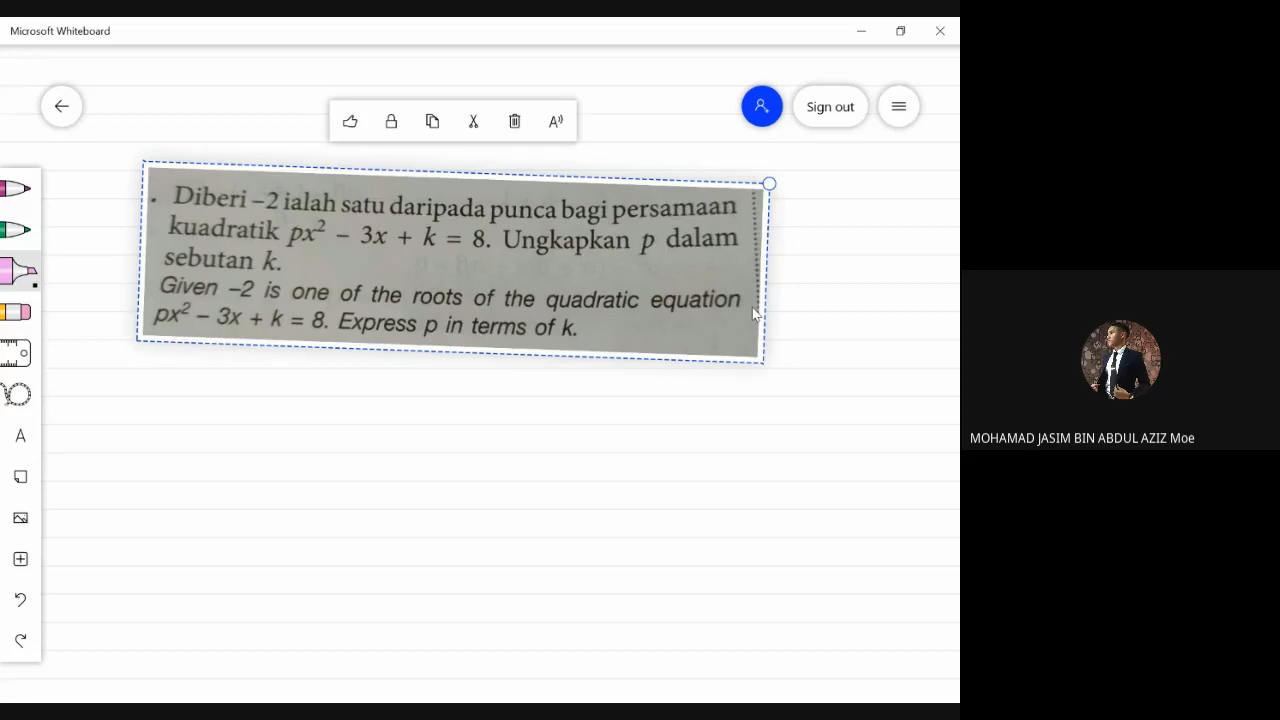 Microsoft Whiteboard
Sign out
. Diberi –2 ialah satu daripada punca bagi persamaan
kuadratik px² – 3x + k = 8. Ungkapkan p dalam
sebutan k.
Given –2 is one of the roots of the quadratic equation
px² – 3x + k = 8. Express p in terms of k.
MOHAMAD JASIM BIN ABDUL AZIZ Moe